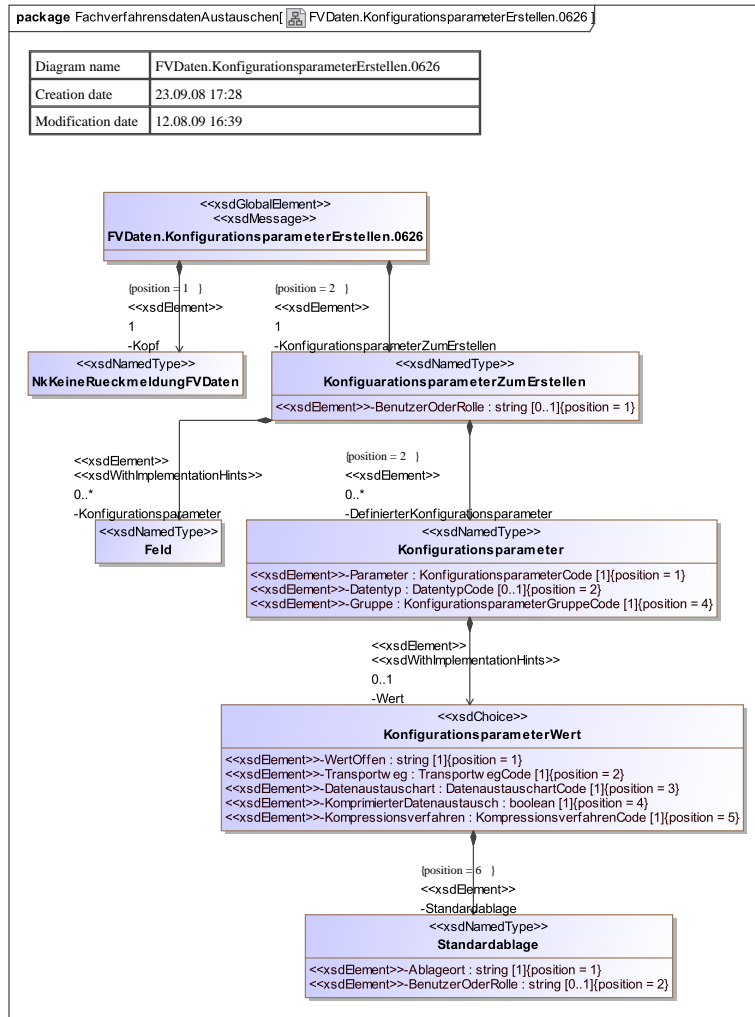 package FachverfahrensdatenAustauschen[ FVDaten.KonfigurationsparameterErstellen.0626 ]
Diagram name FVDaten.KonfigurationsparameterErstellen.0626
Creation date 23.09.08 17:28
Modification date 12.08.09 16:39
<<xsdGlobalElement>>
<<xsdMessage>>
FVDaten.KonfigurationsparameterErstellen.0626
{position = 1 }
<<xsdElement>>
1
-Kopf
{position = 2 }
<<xsdElement>>
1
-KonfigurationsparameterZumErstellen
<<xsdNamedType>>
NkKeineRueckmeldungFVDaten
<<xsdNamedType>>
KonfiguarationsparameterZumErstellen
<<xsdElement>>-BenutzerOderRolle : string [0..1]{position = 1}
<<xsdElement>>
<<xsdWithImplementationHints>>
0..*
-Konfigurationsparameter
{position = 2 }
<<xsdElement>>
0..*
-DefinierterKonfigurationsparameter
<<xsdNamedType>>
Feld
<<xsdNamedType>>
Konfigurationsparameter
<<xsdElement>>-Parameter : KonfigurationsparameterCode [1]{position = 1}
<<xsdElement>>-Datentyp : DatentypCode [0..1]{position = 2}
<<xsdElement>>-Gruppe : KonfigurationsparameterGruppeCode [1]{position = 4}
<<xsdElement>>
<<xsdWithImplementationHints>>
0..1
-Wert
<<xsdChoice>>
KonfigurationsparameterWert
<<xsdElement>>-WertOffen : string [1]{position = 1}
<<xsdElement>>-Transportweg : TransportwegCode [1]{position = 2}
<<xsdElement>>-Datenaustauschart : DatenaustauschartCode [1]{position = 3}
<<xsdElement>>-KomprimierterDatenaustausch : boolean [1]{position = 4}
<<xsdElement>>-Kompressionsverfahren : KompressionsverfahrenCode [1]{position = 5}
{position = 6 }
<<xsdElement>>
-Standardablage
<<xsdNamedType>>
Standardablage
<<xsdElement>>-Ablageort : string [1]{position = 1}
<<xsdElement>>-BenutzerOderRolle : string [0..1]{position = 2}